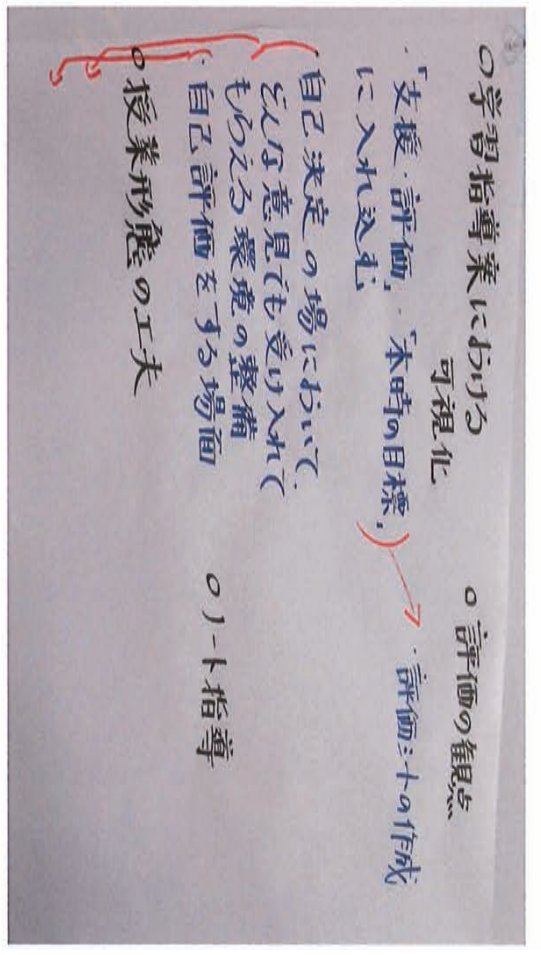 ○学習指導案における
可視化
・「支援・評価」・「本時の目標」
に入れ込む
・自己決定の場において、
どんな意見でも受け入れて
もらえる環境の整備
・自己評価をする場面
○授業形態の工夫
○評価の観点
・評価シートの作成
○ノート指導